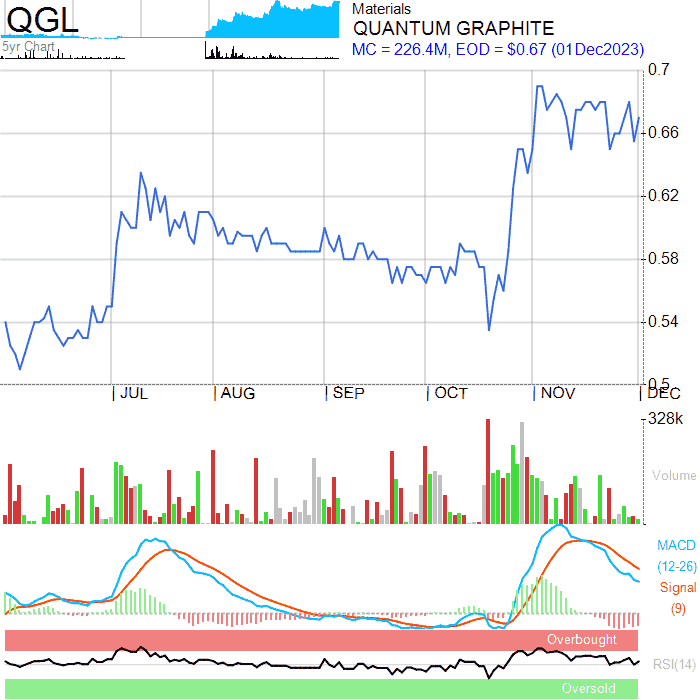 QGL
5yr Chart
Materials
QUANTUM GRAPHITE
MC = 226.4M, EOD = $0.67 (01Dec2023)
0.7
0.66
0.62
0.58
0.54
0.5
| JUL | AUG | SEP | OCT | NOV | DEC
328k
Volume
MACD
(12-26)
Signal
(9)
Overbought
RSI(14)
Oversold